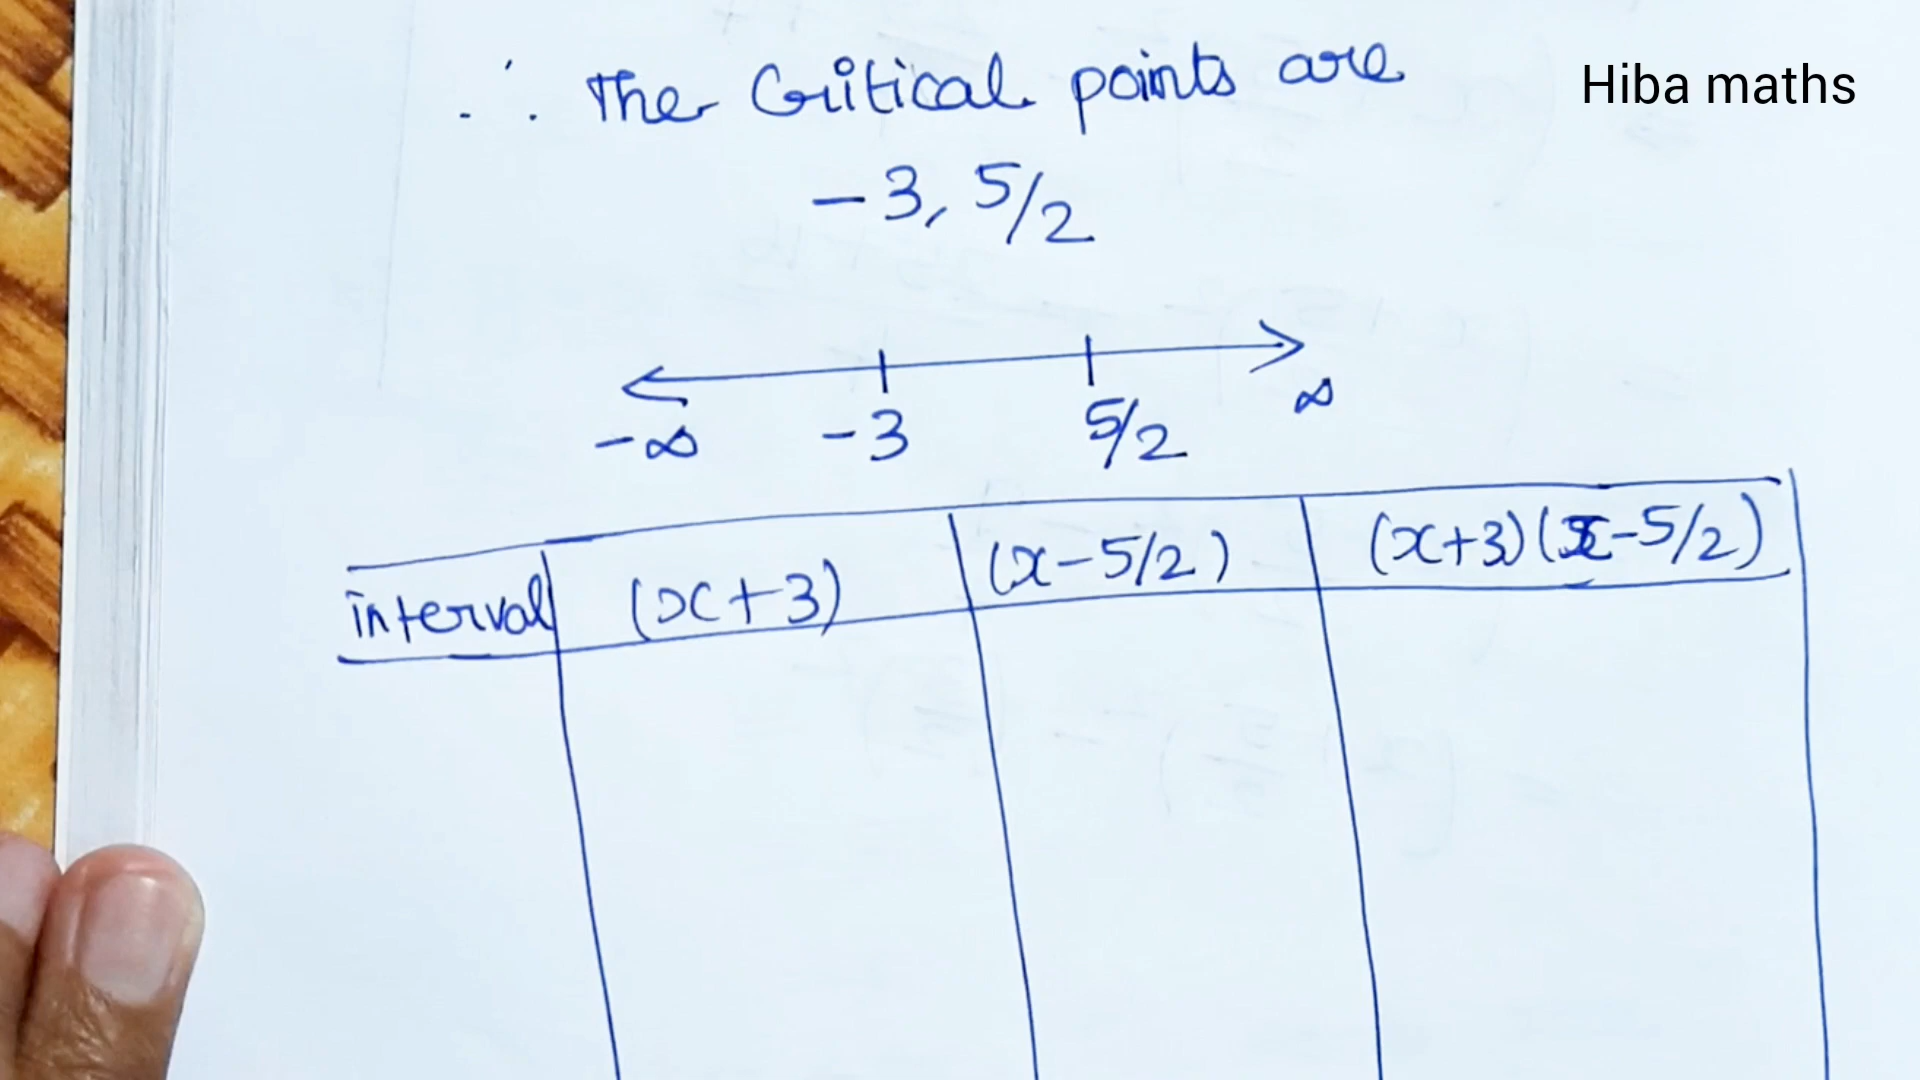 ∴ The Critical points are
Hiba maths
-3, 5/2
-∞ -3 5/2 ∞
interval (x+3) (x-5/2) (x+3)(x-5/2)